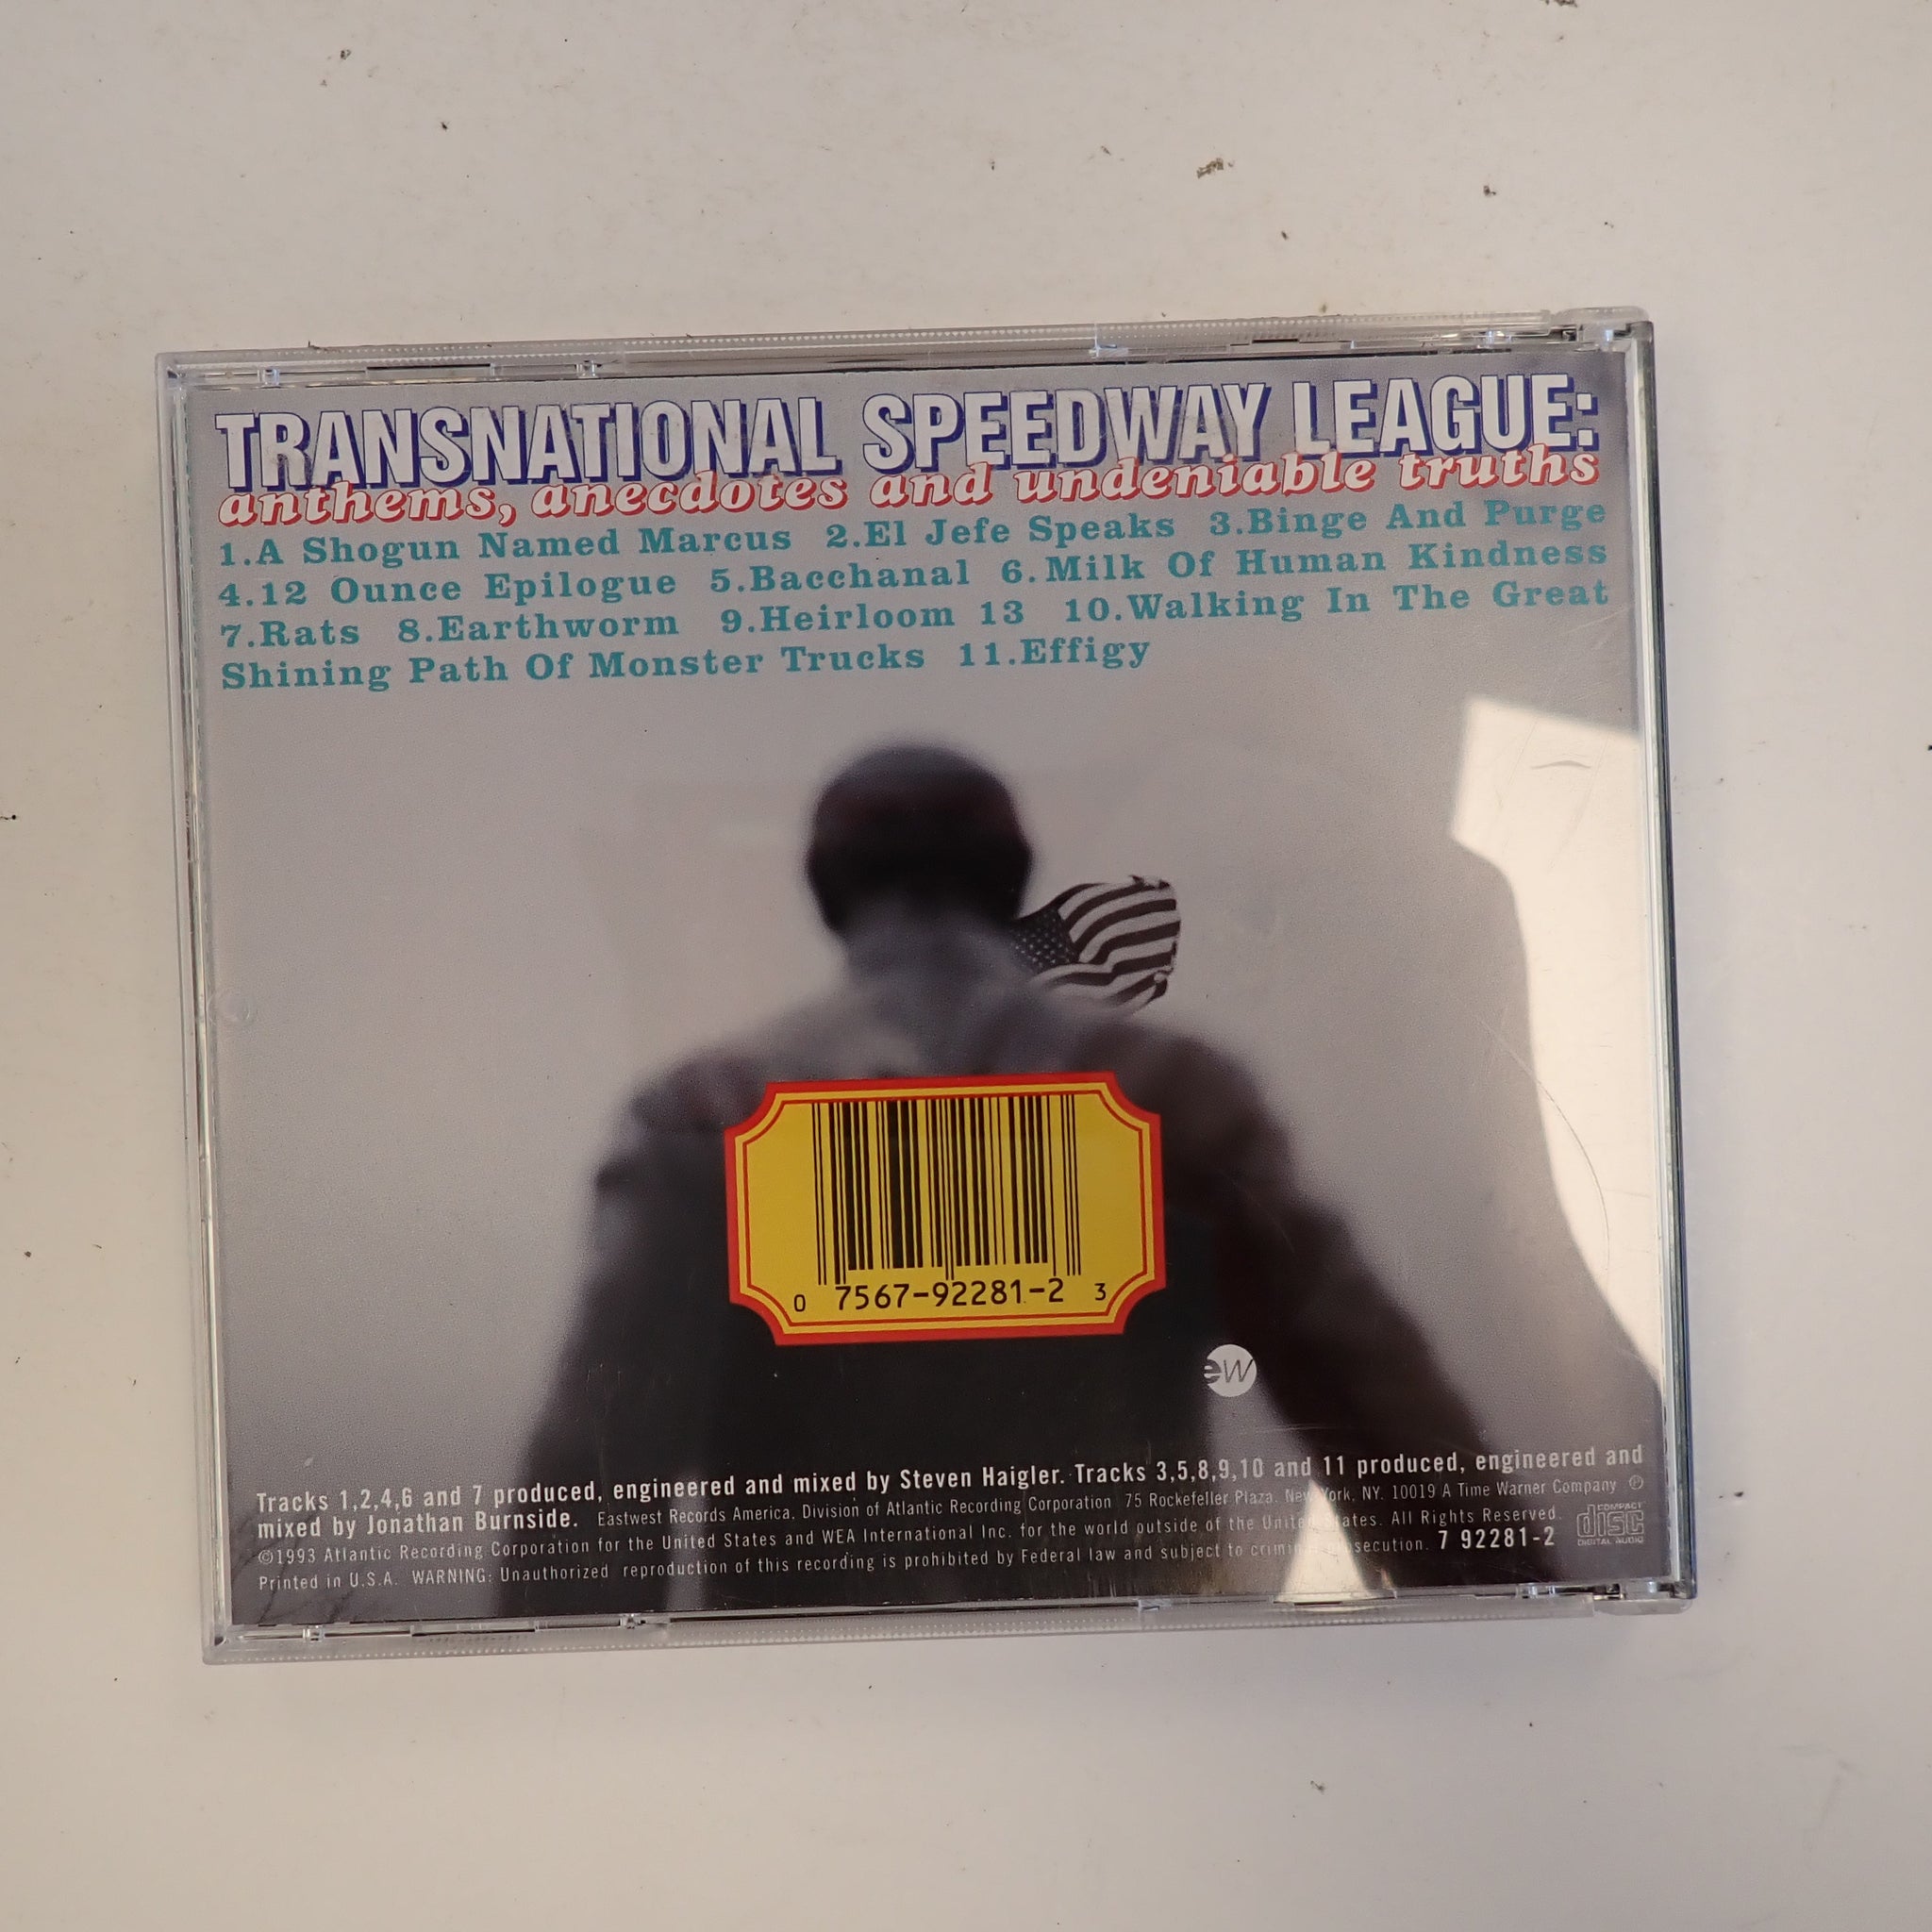 TRANSNATIONAL SPEEDWAY LEAGUE:
anthems, anecdotes and undeniable truths
1.A Shogun Named Marcus 2.El Jefe Speaks 3.Binge And Purge
4.12 Ounce Epilogue 5.Bacchanal 6.Milk Of Human Kindness
7.Rats 8.Earthworm 9.Heirloom 13 10.Walking In The Great
Shining Path Of Monster Trucks 11.Effigy
0 7567-92281-2 3
ew
Tracks 1,2,4,6 and 7 produced, engineered and mixed by Steven Haigler. Tracks 3,5,8,9,10 and 11 produced, engineered and
mixed by Jonathan Burnside. Eastwest Records America, Division of Atlantic Recording Corporation 75 Rockefeller Plaza. New York, NY. 10019 A Time Warner Company ℗
©1993 Atlantic Recording Corporation for the United States and WEA International Inc. for the world outside of the United States. All Rights Reserved.
Printed in U.S.A. WARNING: Unauthorized reproduction of this recording is prohibited by Federal law and subject to criminal prosecution. 7 92281-2
COMPACT
disc
DIGITAL AUDIO